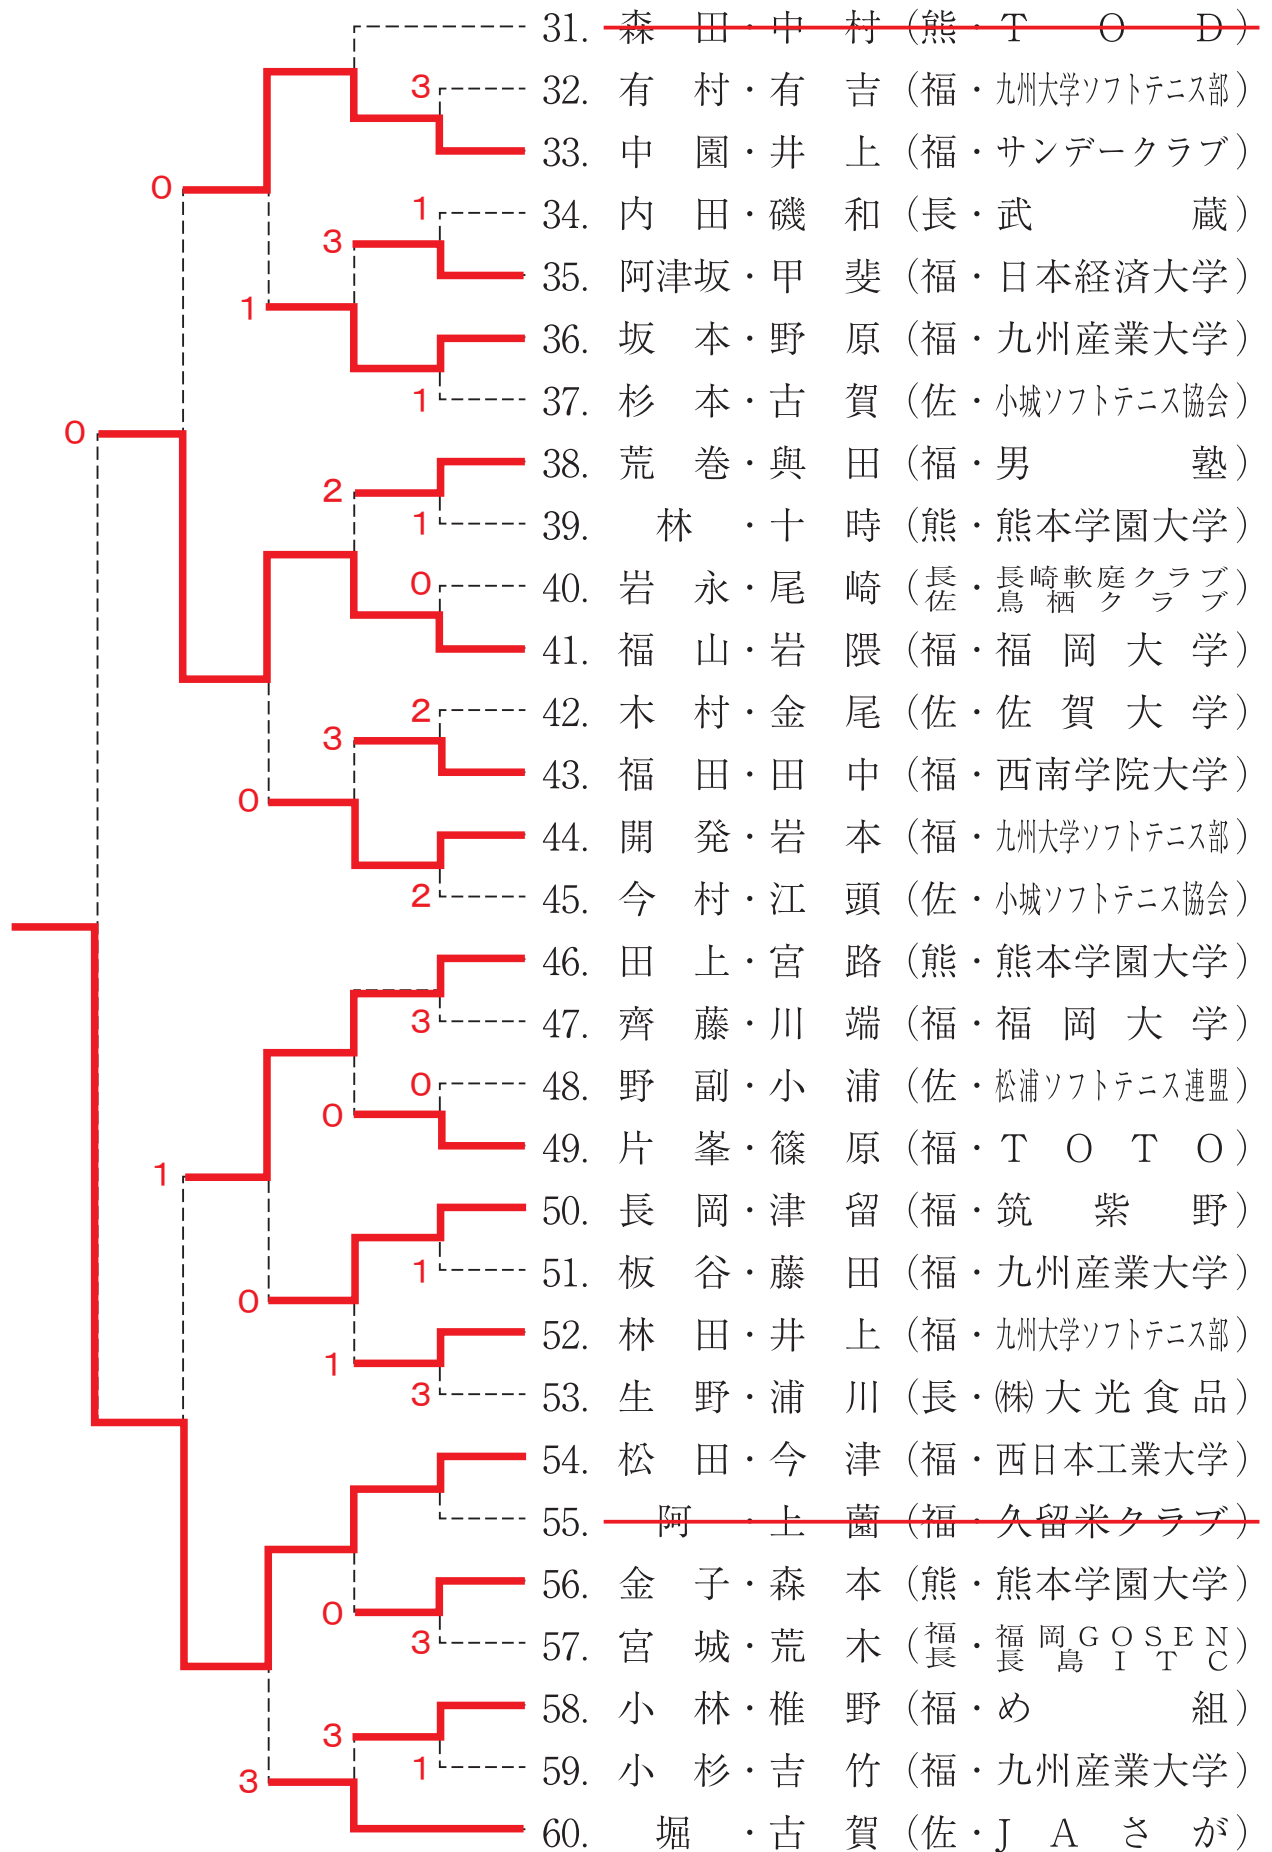 31. 森田・中村(熊・TOD)
3 32. 有村・有吉(福・九州大学ソフトテニス部)
33. 中園・井上(福・サンデークラブ)
0
1 34. 内田・磯和(長・武蔵)
3
35. 阿津坂・甲斐(福・日本経済大学)
1
36. 坂本・野原(福・九州産業大学)
1 37. 杉本・古賀(佐・小城ソフトテニス協会)
0
38. 荒巻・與田(福・男塾)
2
1 39. 林・十時(熊・熊本学園大学)
0 40. 岩永・尾崎(長佐・長崎軟庭クラブ鳥栖クラブ)
41. 福山・岩隈(福・福岡大学)
2 42. 木村・金尾(佐・佐賀大学)
3
43. 福田・田中(福・西南学院大学)
0
44. 開発・岩本(福・九州大学ソフトテニス部)
2 45. 今村・江頭(佐・小城ソフトテニス協会)
46. 田上・宮路(熊・熊本学園大学)
3 47. 齊藤・川端(福・福岡大学)
0 48. 野副・小浦(佐・松浦ソフトテニス連盟)
0
49. 片峯・篠原(福・TOTO)
1
50. 長岡・津留(福・筑紫野)
1 51. 板谷・藤田(福・九州産業大学)
0
52. 林田・井上(福・九州大学ソフトテニス部)
1
3 53. 生野・浦川(長・㈱大光食品)
54. 松田・今津(福・西日本工業大学)
55. 阿・上薗(福・久留米クラブ)
56. 金子・森本(熊・熊本学園大学)
0
3 57. 宮城・荒木(福長・福岡GOSEN長島ITC)
58. 小林・椎野(福・め組)
3
1 59. 小杉・吉竹(福・九州産業大学)
3
60. 堀・古賀(佐・JAさが)